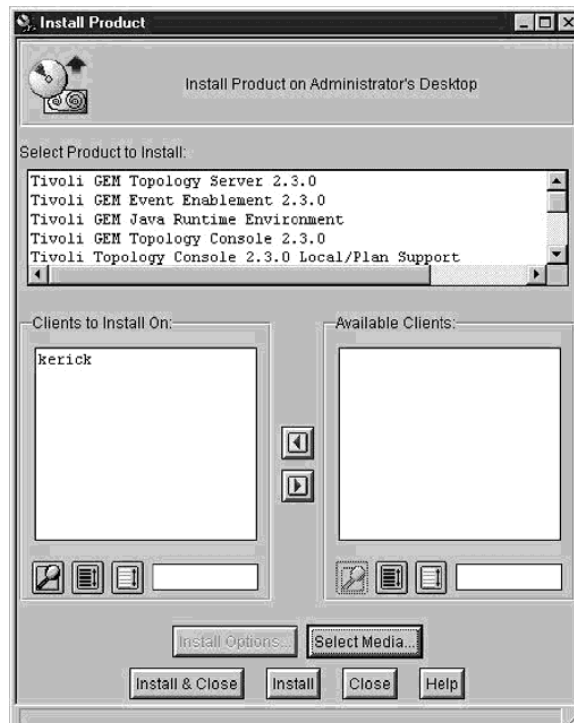 Install Product
Install Product on Administrator's Desktop
Select Product to Install:
Tivoli GEM Topology Server 2.3.0
Tivoli GEM Event Enablement 2.3.0
Tivoli GEM Java Runtime Environment
Tivoli GEM Topology Console 2.3.0
Tivoli Topology Console 2.3.0 Local/Plan Support
Clients to Install On:
kerick
Available Clients:
Install Options...
Select Media...
Install & Close
Install
Close
Help